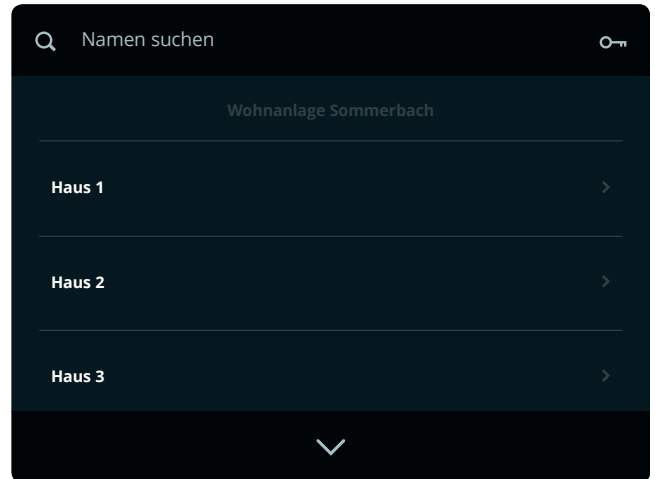 Namen suchen
Wohnanlage Sommerbach
Haus 1
Haus 2
Haus 3